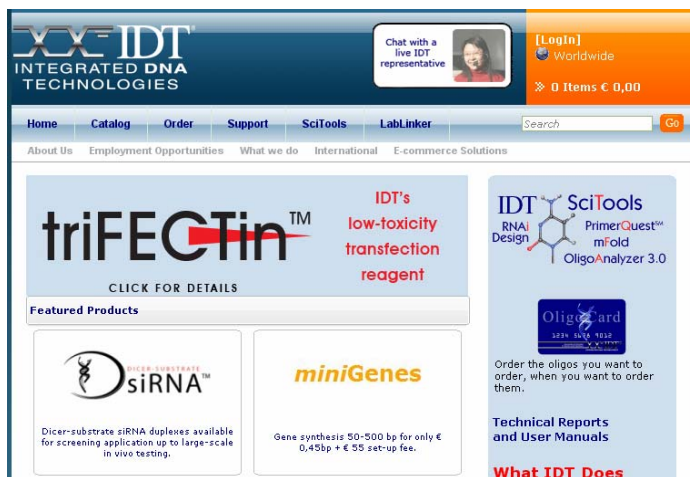 IDT®
INTEGRATED DNA
TECHNOLOGIES
Chat with a
live IDT
representative
[LogIn]
Worldwide
» 0 Items € 0,00
Home Catalog Order Support SciTools LabLinker
Search Go
About Us Employment Opportunities What we do International E-commerce Solutions
triFECTin™
CLICK FOR DETAILS
IDT's
low-toxicity
transfection
reagent
Featured Products
DICER-SUBSTRATE
DsiRNA™
Dicer-substrate siRNA duplexes available
for screening application up to large-scale
in vivo testing.
miniGenes
Gene synthesis 50-500 bp for only €
0,45bp + € 55 set-up fee.
IDT SciTools
RNAi
Design
PrimerQuest℠
mFold
OligoAnalyzer 3.0
OligoCard
1234 5678 9012
Order the oligos you want to
order, when you want to order
them.
Technical Reports
and User Manuals
What IDT Does